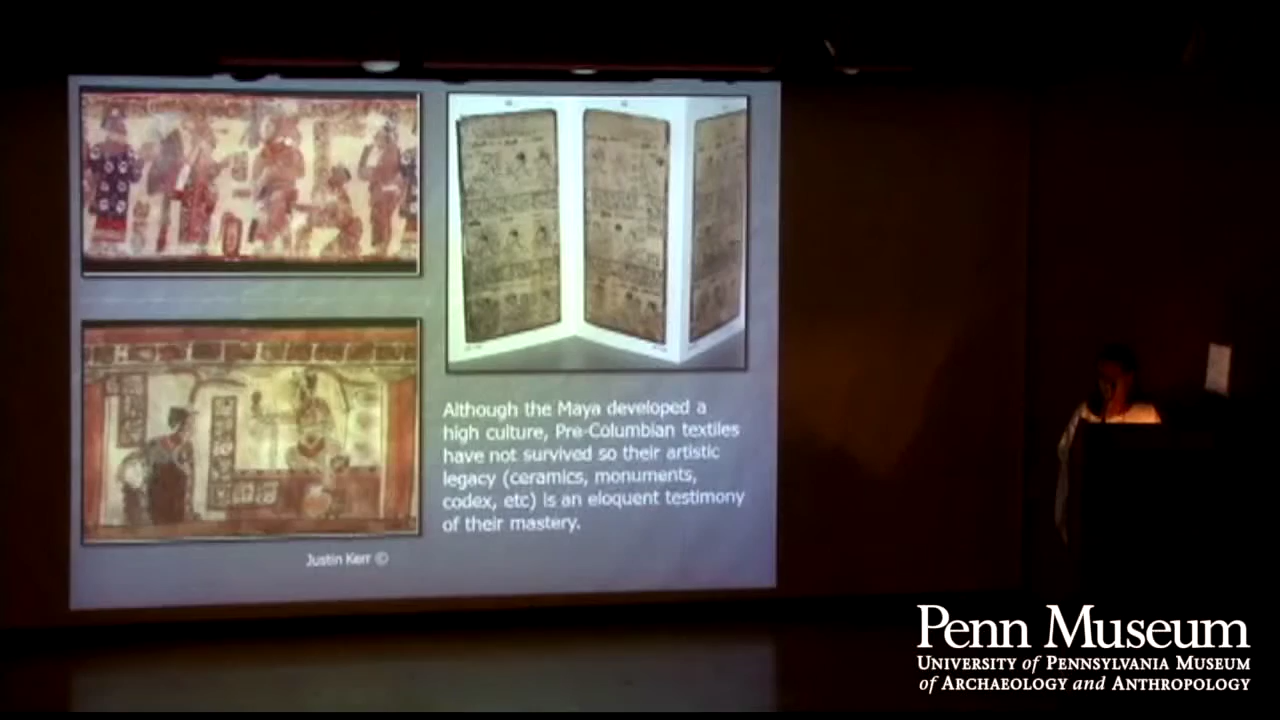 Although the Maya developed a
high culture, Pre-Columbian textiles
have not survived so their artistic
legacy (ceramics, monuments,
codex, etc) is an eloquent testimony
of their mastery.
Justin Kerr ©
Penn Museum
UNIVERSITY of PENNSYLVANIA MUSEUM
of ARCHAEOLOGY and ANTHROPOLOGY